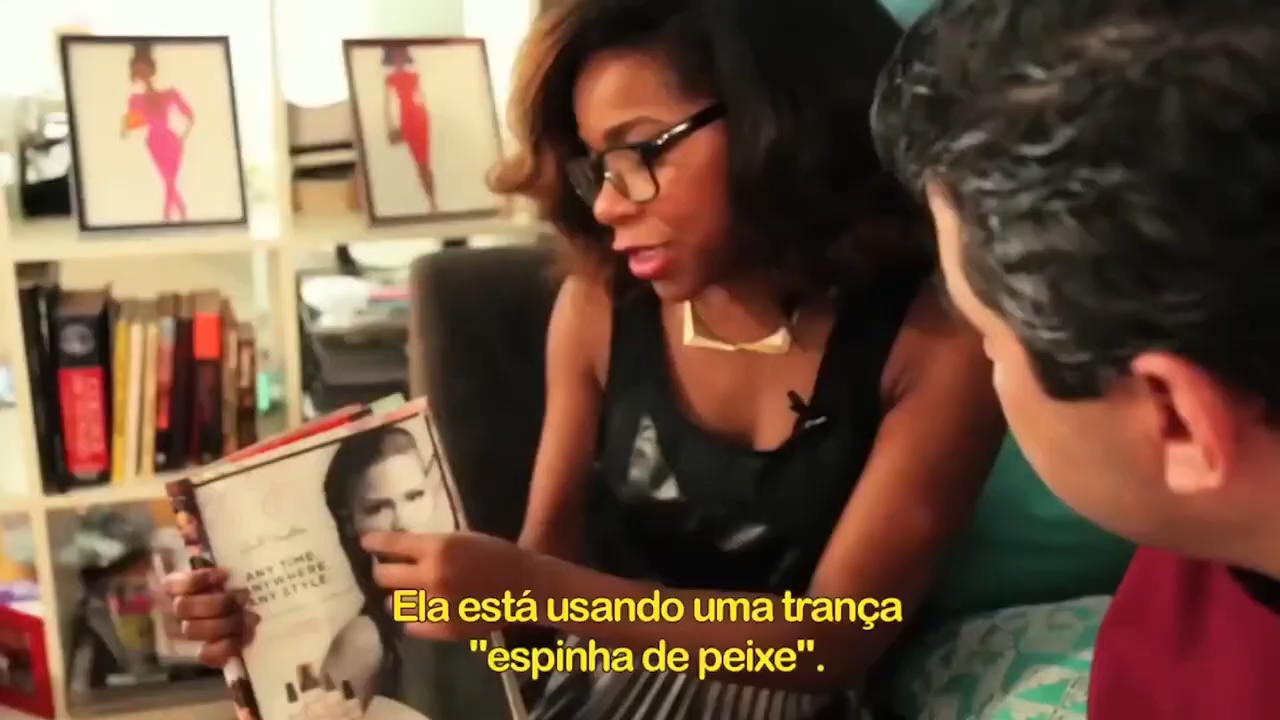 ANY TIME.
ANYWHERE.
ANY STYLE.
Ela está usando uma trança
"espinha de peixe".